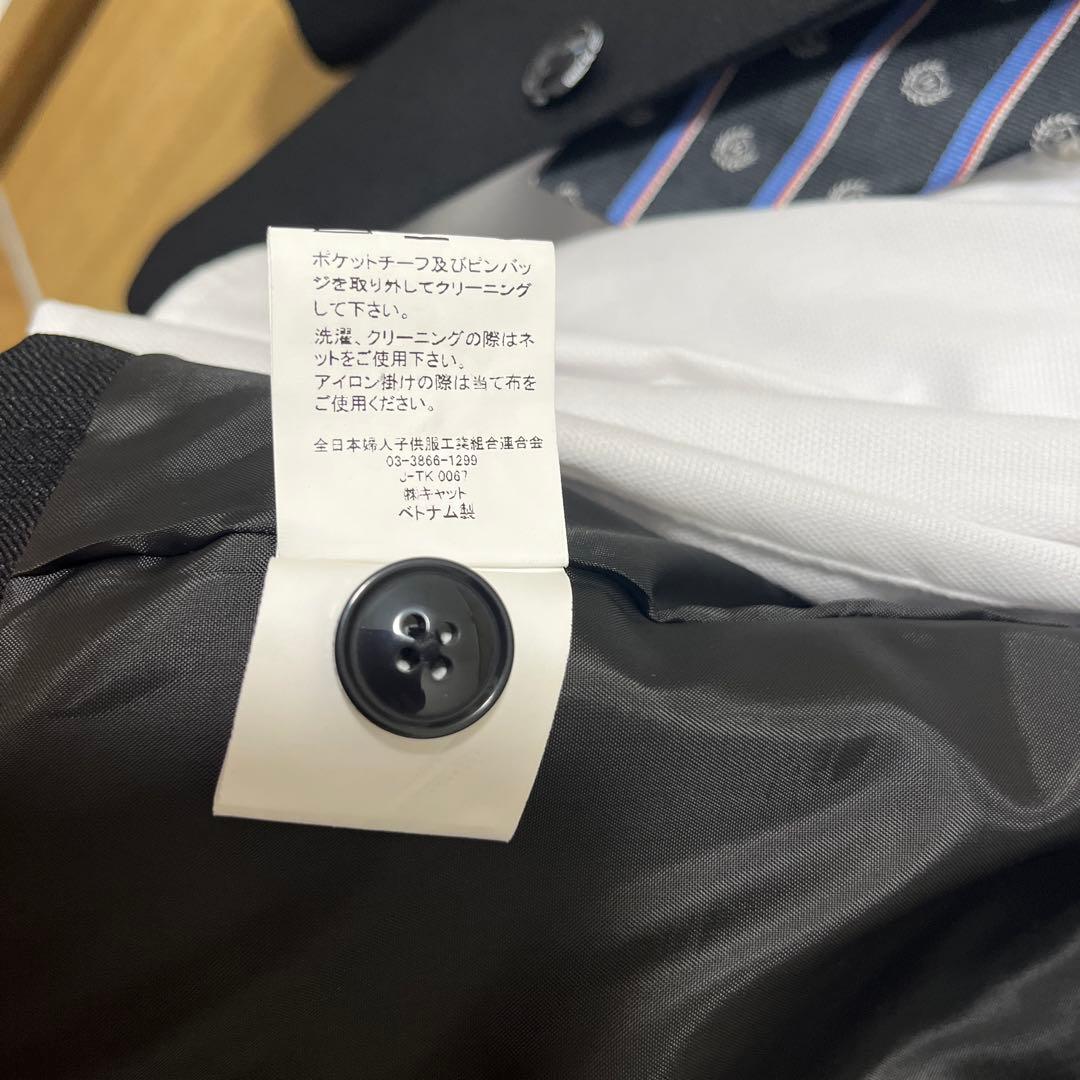 ポケットチーフ及びピンバッ
ジを取り外してクリーニング
して下さい。
洗濯、クリーニングの際はネ
ットをご使用下さい。
アイロン掛けの際は当て布を
ご使用ください。
全日本婦人子供服工業組合連合会
03-3866-1299
J-TK 0067
㈱キャット
ベトナム製